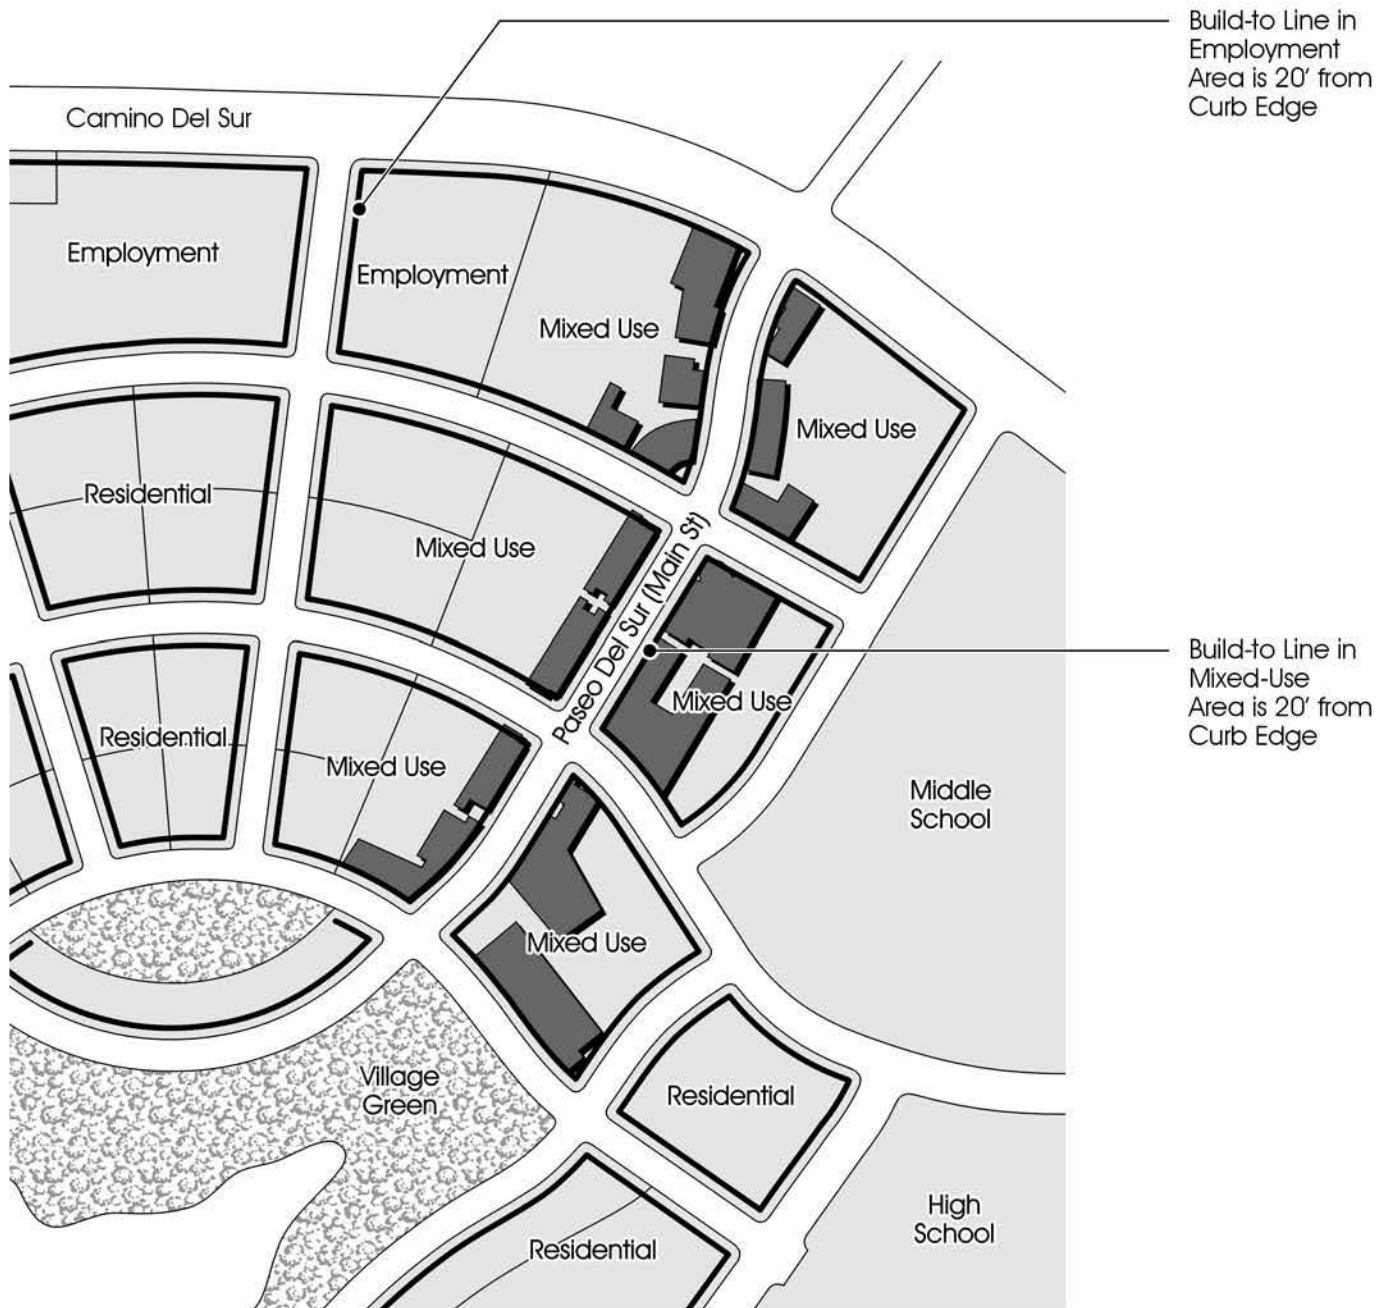 Build-to Line in
Employment
Area is 20' from
Curb Edge
Camino Del Sur
Employment
Employment
Mixed Use
Mixed Use
Residential
Mixed Use
Paseo Del Sur (Main St)
Build-to Line in
Mixed-Use
Area is 20' from
Curb Edge
Mixed Use
Residential
Mixed Use
Middle
School
Mixed Use
Village
Green
Residential
High
School
Residential